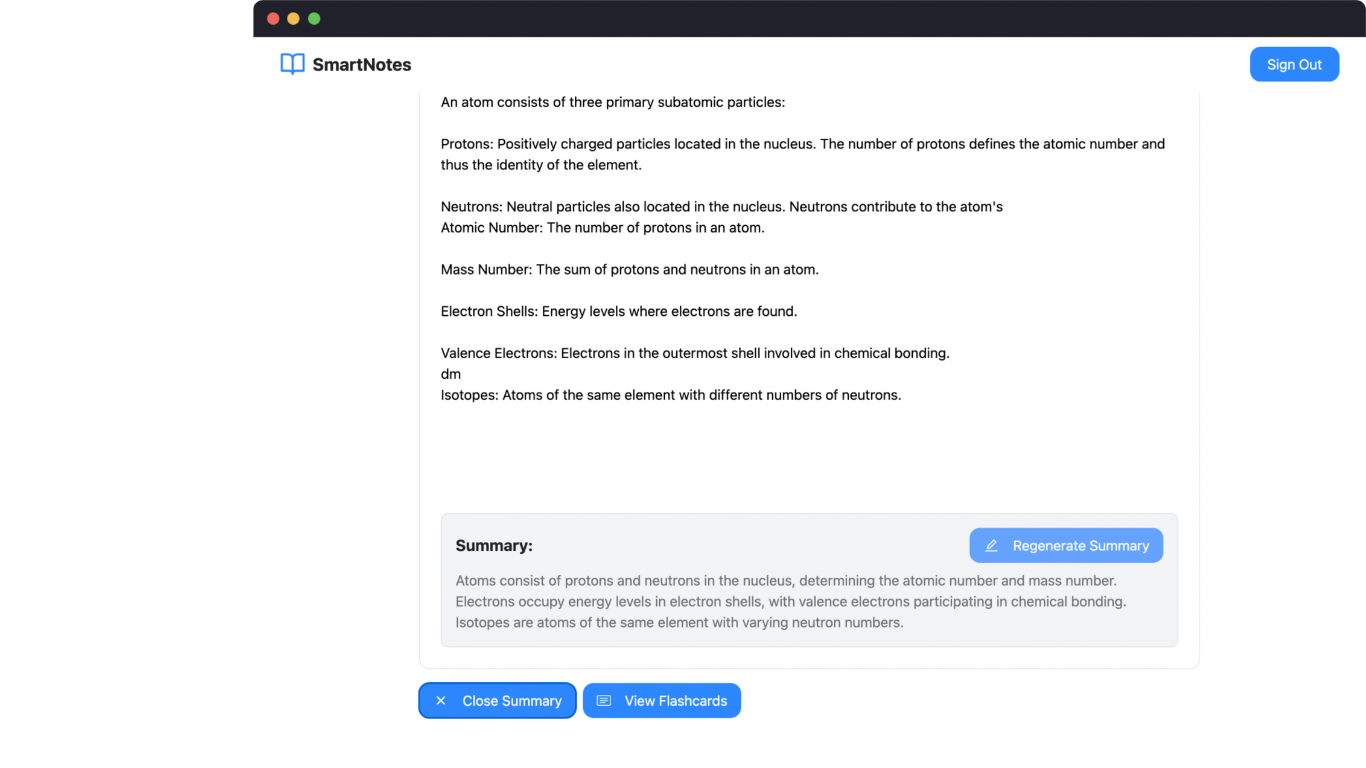 SmartNotes
Sign Out
An atom consists of three primary subatomic particles:
Protons: Positively charged particles located in the nucleus. The number of protons defines the atomic number and
thus the identity of the element.
Neutrons: Neutral particles also located in the nucleus. Neutrons contribute to the atom's
Atomic Number: The number of protons in an atom.
Mass Number: The sum of protons and neutrons in an atom.
Electron Shells: Energy levels where electrons are found.
Valence Electrons: Electrons in the outermost shell involved in chemical bonding.
dm
Isotopes: Atoms of the same element with different numbers of neutrons.
Summary:
Regenerate Summary
Atoms consist of protons and neutrons in the nucleus, determining the atomic number and mass number.
Electrons occupy energy levels in electron shells, with valence electrons participating in chemical bonding.
Isotopes are atoms of the same element with varying neutron numbers.
Close Summary
View Flashcards